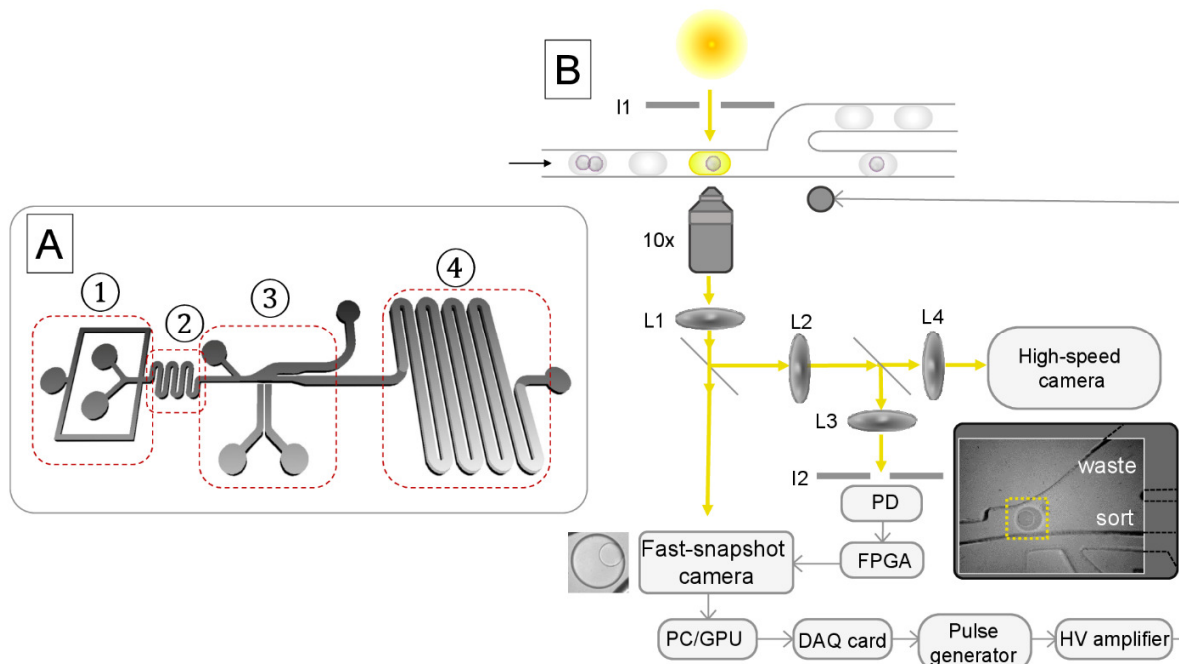 A
①
②
③
④
B
I1
10x
L1
L2
L4
High-speed
camera
L3
I2
PD
FPGA
waste
sort
Fast-snapshot
camera
PC/GPU
DAQ card
Pulse
generator
HV amplifier